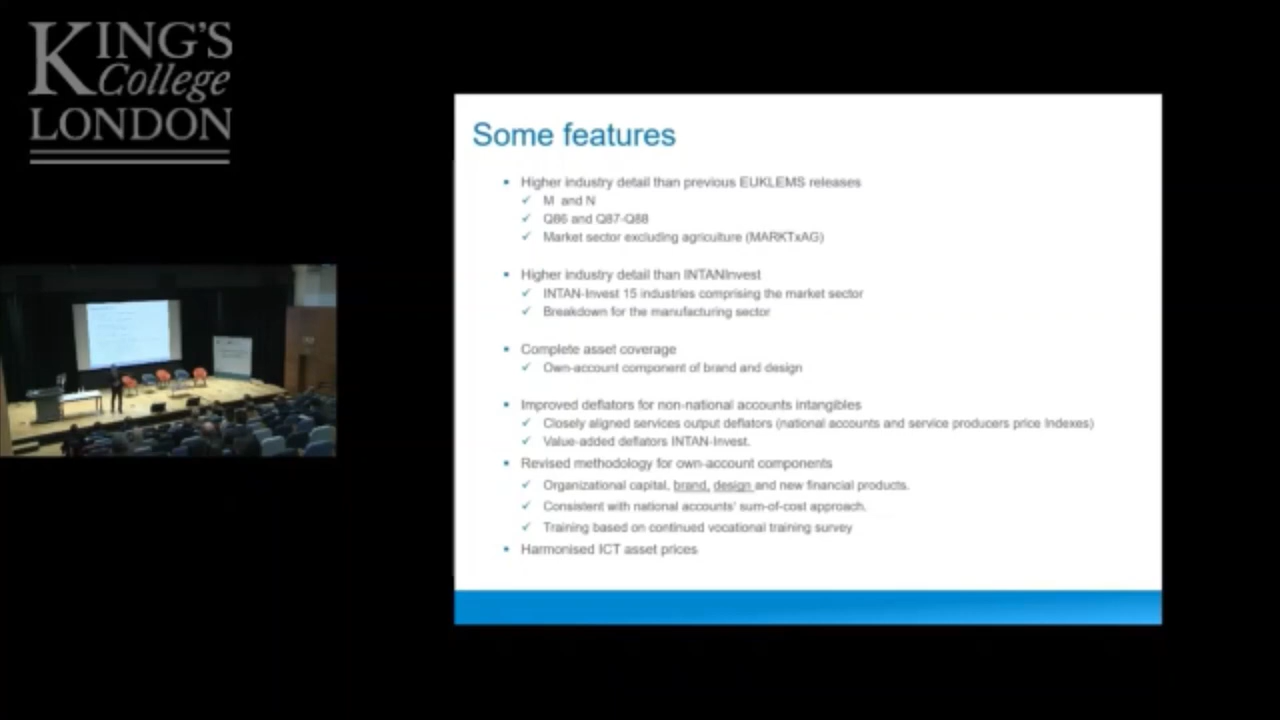 KING'S
College
LONDON
Some features
Higher industry detail than previous EUKLEMS releases
M and N
Q86 and Q87-Q88
Market sector excluding agriculture (MARKTxAG)
Higher industry detail than INTANInvest
INTAN-Invest 15 industries comprising the market sector
Breakdown for the manufacturing sector
Complete asset coverage
Own-account component of brand and design
Improved deflators for non-national accounts intangibles
Closely aligned services output deflators (national accounts and service producers price Indexes)
Value-added deflators INTAN-Invest.
Revised methodology for own-account components
Organizational capital, brand, design and new financial products.
Consistent with national accounts' sum-of-cost approach.
Training based on continued vocational training survey
Harmonised ICT asset prices